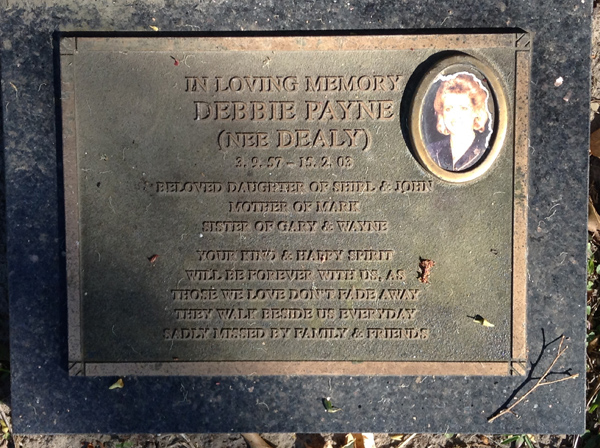 IN LOVING MEMORY
DEBBIE PAYNE
(NEE DEALY)
3. 9. 57 – 15. 2. 03
BELOVED DAUGHTER OF SHIRL & JOHN
MOTHER OF MARK
SISTER OF GARY & WAYNE
YOUR KIND & HAPPY SPIRIT
WILL BE FOREVER WITH US, AS
THOSE WE LOVE DON'T FADE AWAY
THEY WALK BESIDE US EVERYDAY
SADLY MISSED BY FAMILY & FRIENDS